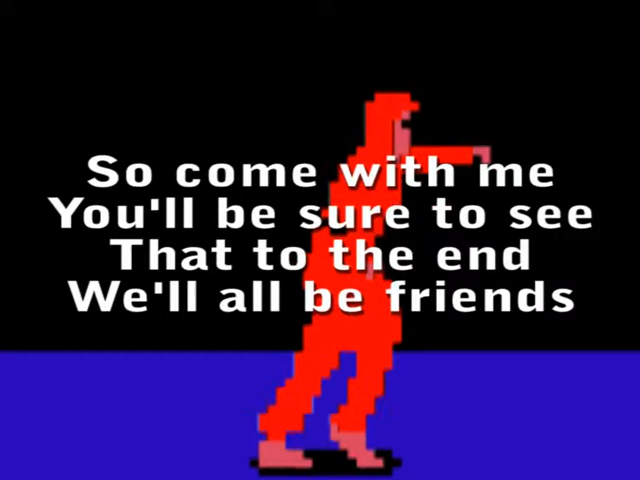 So come with me
You'll be sure to see
That to the end
We'll all be friends